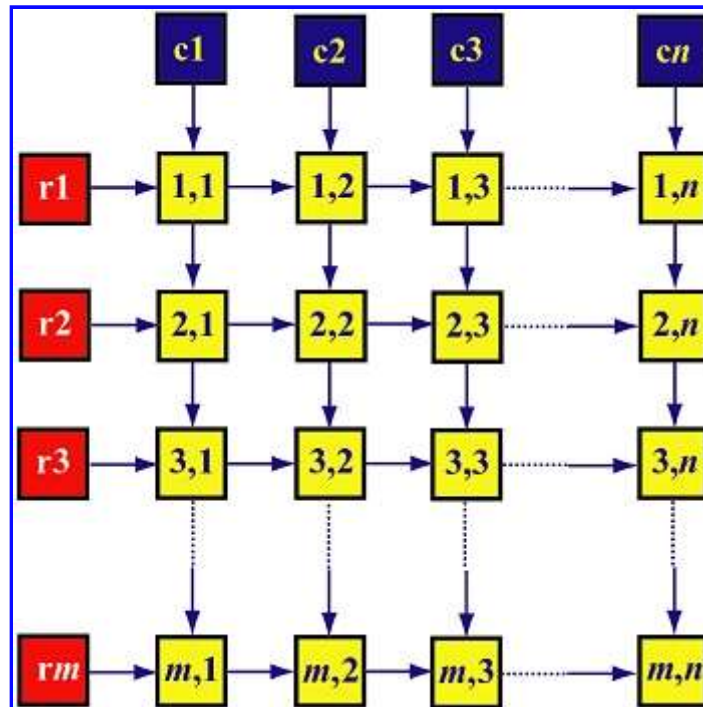 c1 c2 c3 cn
r1 1,1 1,2 1,3 1,n
r2 2,1 2,2 2,3 2,n
r3 3,1 3,2 3,3 3,n
rm m,1 m,2 m,3 m,n